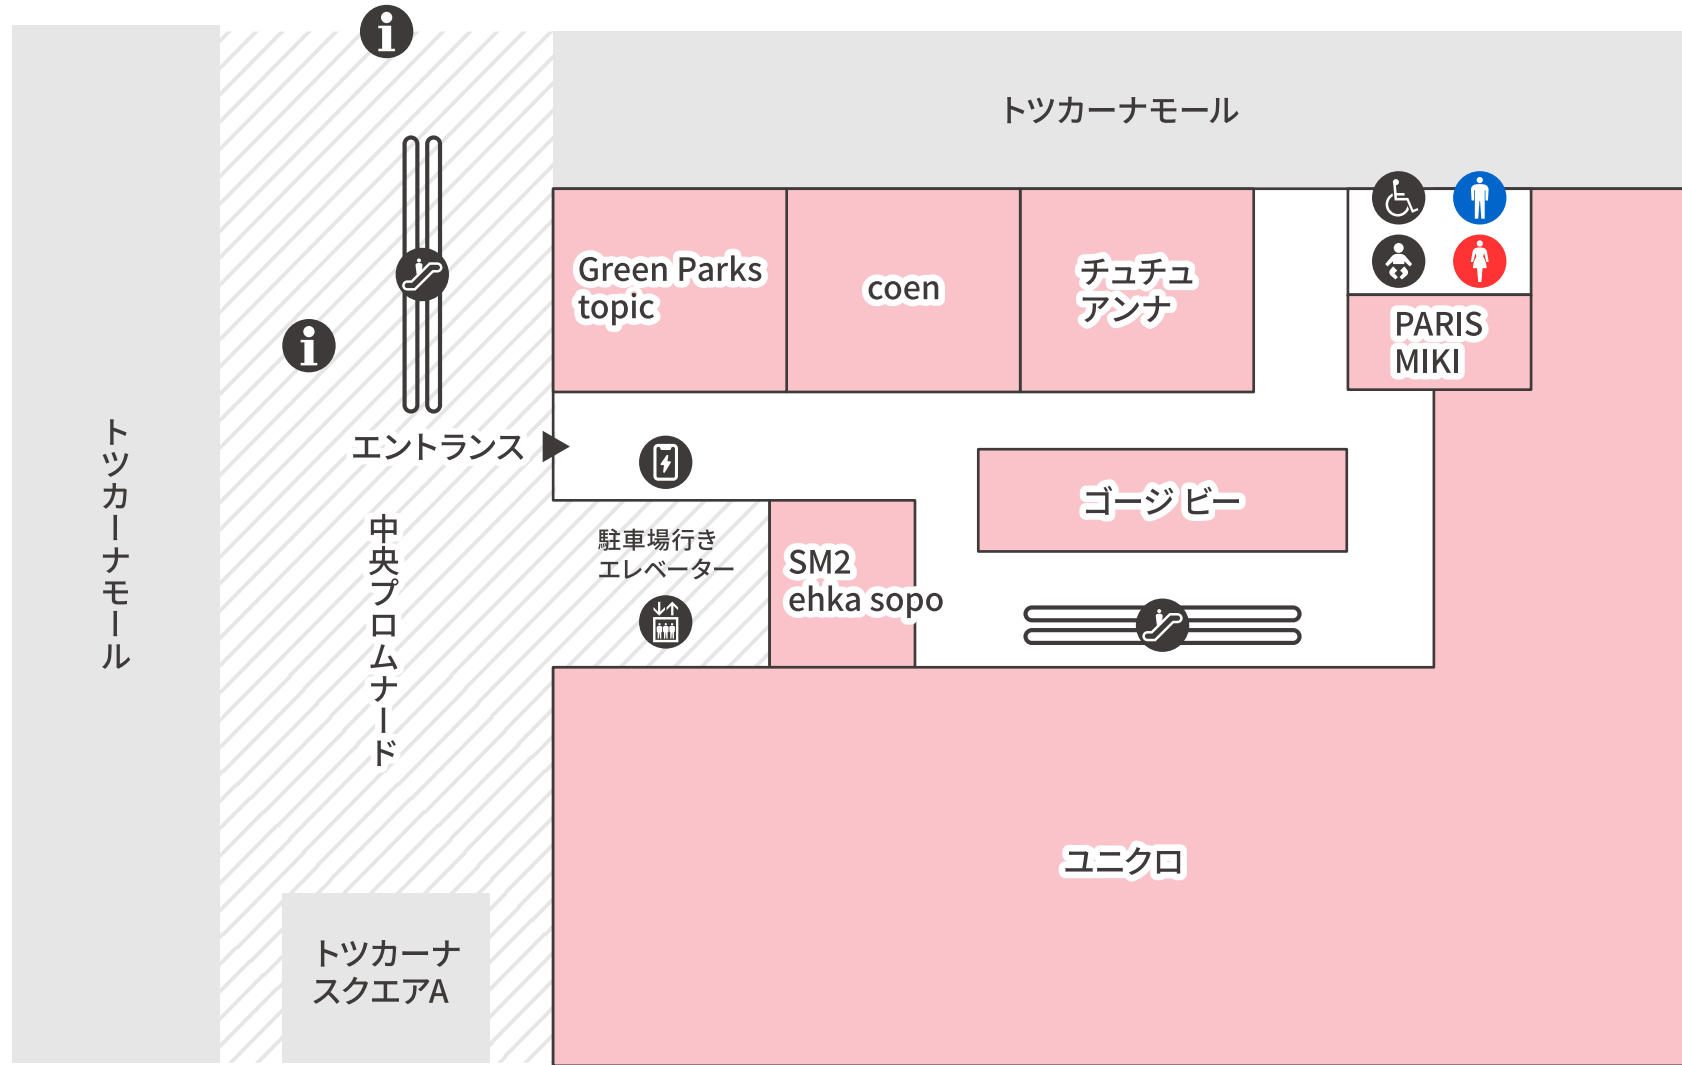 トツカーナモール
Green Parks
topic
coen
チュチュ
アンナ
PARIS
MIKI
エントランス
ゴージ ビー
駐車場行き
エレベーター
SM2
ehka sopo
トツカーナモール
中央プロムナード
ユニクロ
トツカーナ
スクエアA